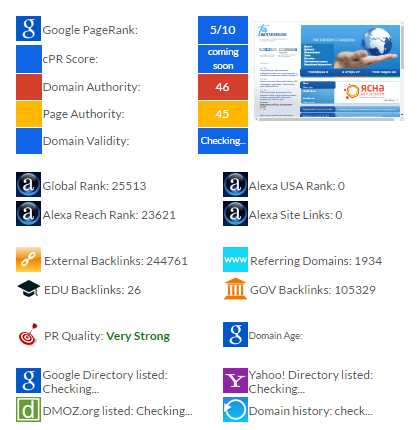 Google PageRank: 5/10
cPR Score: coming soon
Domain Authority: 46
Page Authority: 45
Domain Validity: Checking...
ЯСНА
Global Rank: 25513 Alexa USA Rank: 0
Alexa Reach Rank: 23621 Alexa Site Links: 0
External Backlinks: 244761 www Referring Domains: 1934
EDU Backlinks: 26 GOV Backlinks: 105329
PR Quality: Very Strong Domain Age:
Google Directory listed: Checking... Yahoo! Directory listed: Checking...
DMOZ.org listed: Checking... Domain history: check...